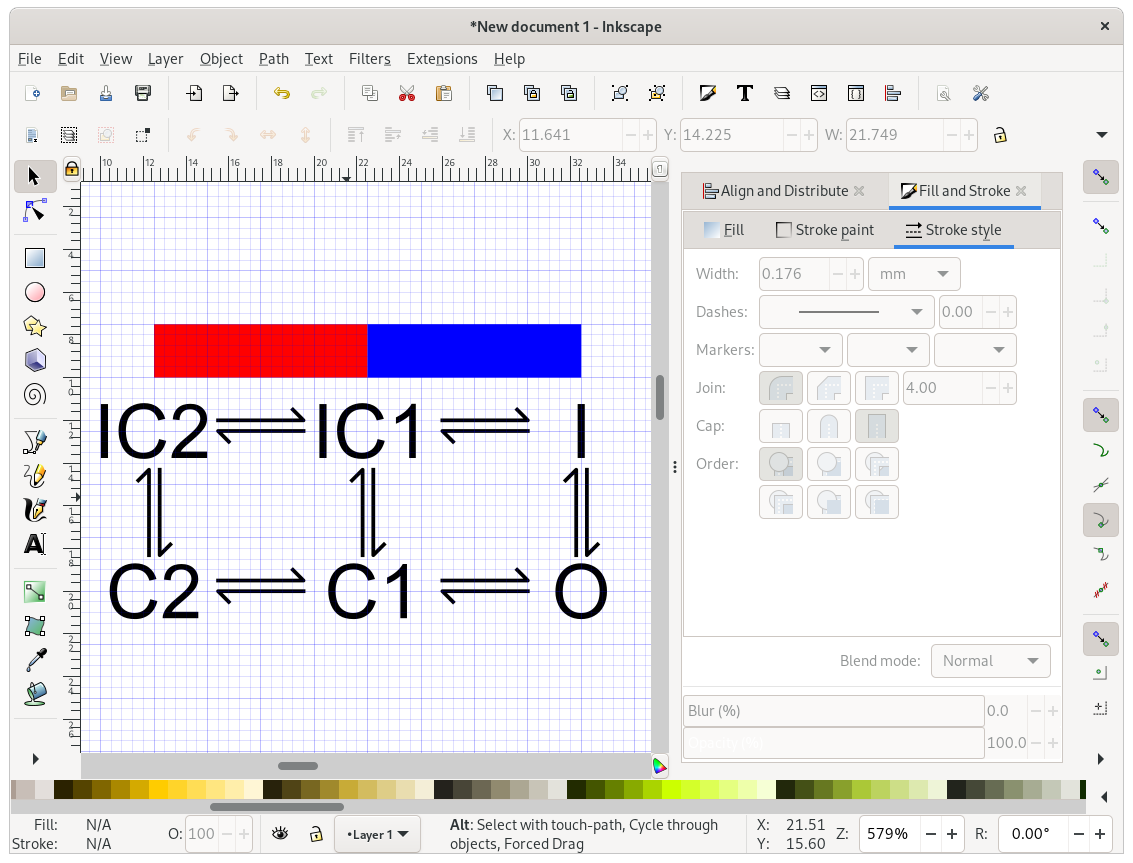 *New document 1 - Inkscape
File Edit View Layer Object Path Text Filters Extensions Help
X: 11.641 Y: 14.225 W: 21.749
10 12 14 16 18 20 22 24 26 28 30 32 34
Align and Distribute Fill and Stroke
Fill Stroke paint Stroke style
Width: 0.176 mm
Dashes: 0.00
Markers:
Join: 4.00
Cap:
Order:
IC2 IC1 I
C2 C1 O
Blend mode: Normal
Blur (%) 0.0
Opacity (%) 100.0
Fill: N/A
Stroke: N/A
O: 100
•Layer 1
Alt: Select with touch-path, Cycle through
objects, Forced Drag
X: 21.51
Y: 15.60
Z: 579%
R: 0.00°